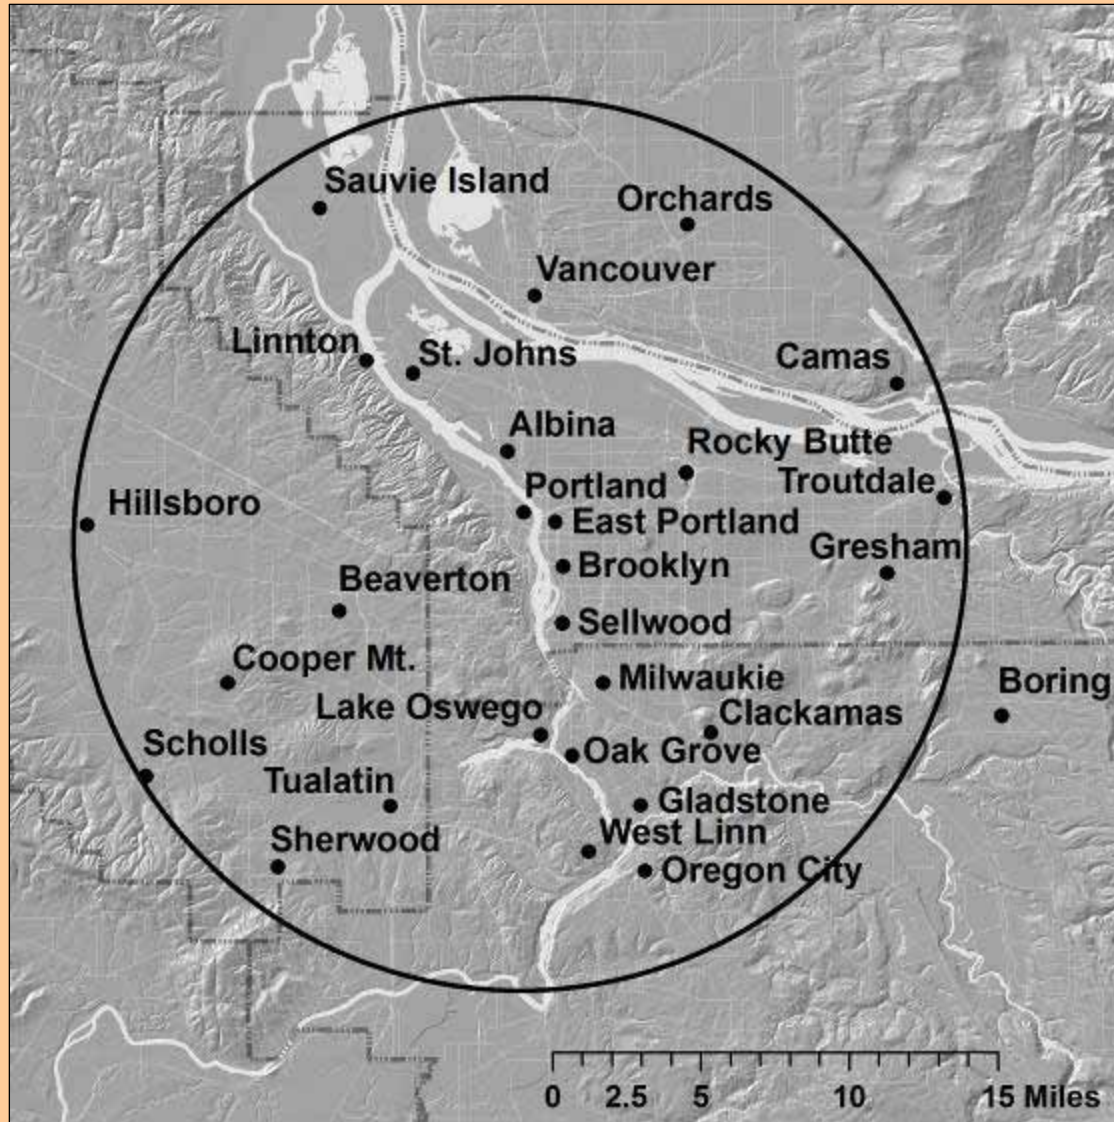 Sauvie Island
Orchards
Vancouver
Linnton
St. Johns
Camas
Albina
Rocky Butte
Portland
Troutdale
Hillsboro
East Portland
Gresham
Brooklyn
Beaverton
Sellwood
Cooper Mt.
Milwaukie
Boring
Lake Oswego
Clackamas
Scholls
Oak Grove
Tualatin
Gladstone
Sherwood
West Linn
Oregon City
0 2.5 5 10 15 Miles